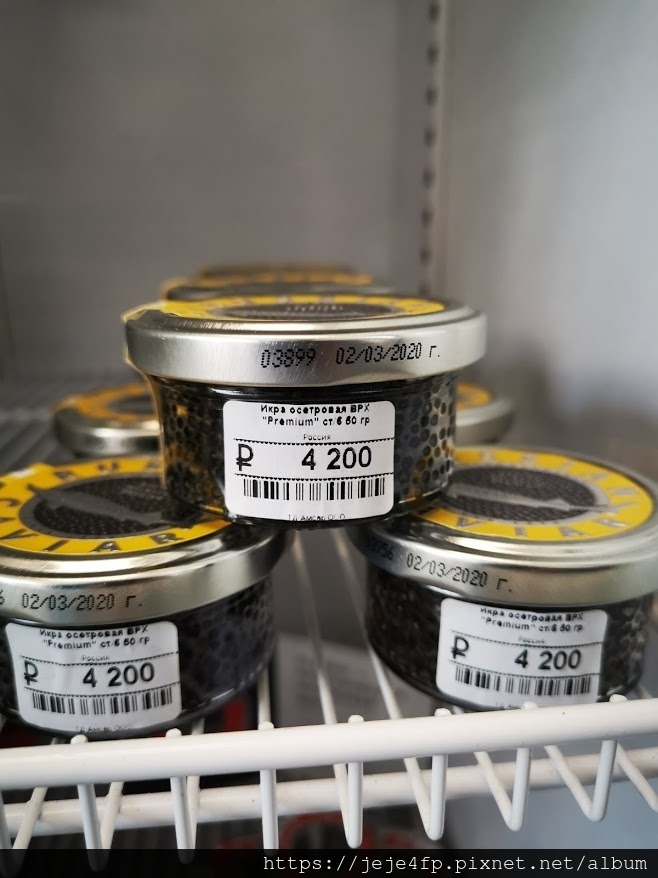 03899 02/03/2020 г.
Икра осетровая ВРХ
"Premium" ст.б 50 гр
Россия
₽ 4 200
CAVIAR
02/03/2020 г.
Икра осетровая ВРХ
"Premium" ст.б 50 гр
Россия
₽ 4 200
02/03/2020 г.
Икра осетровая ВРХ
"Premium" ст.б 50 гр
Россия
₽ 4 200
https://jeje4fp.pixnet.net/album